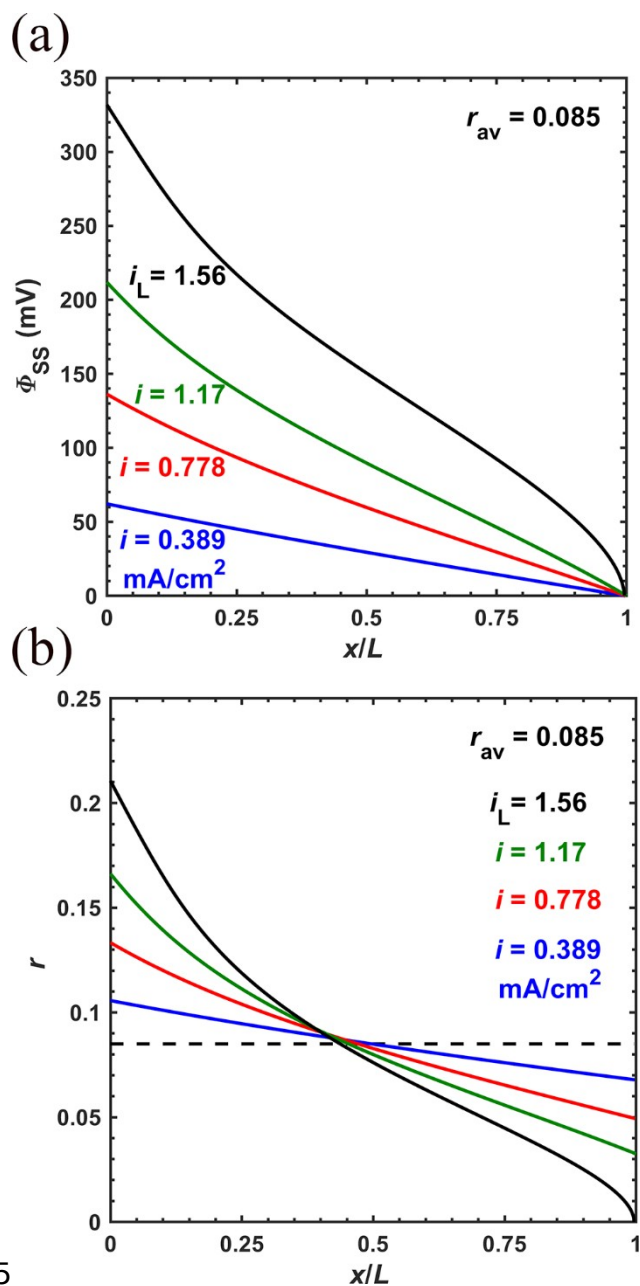 (a)
350
300
250
200
150
100
50
0
Φ_SS (mV)
r_av = 0.085
i_L = 1.56
i = 1.17
i = 0.778
i = 0.389
mA/cm²
0 0.25 0.5 0.75 1
x/L
(b)
0.25
0.2
0.15
0.1
0.05
0
r
r_av = 0.085
i_L = 1.56
i = 1.17
i = 0.778
i = 0.389
mA/cm²
0 0.25 0.5 0.75 1
x/L
5